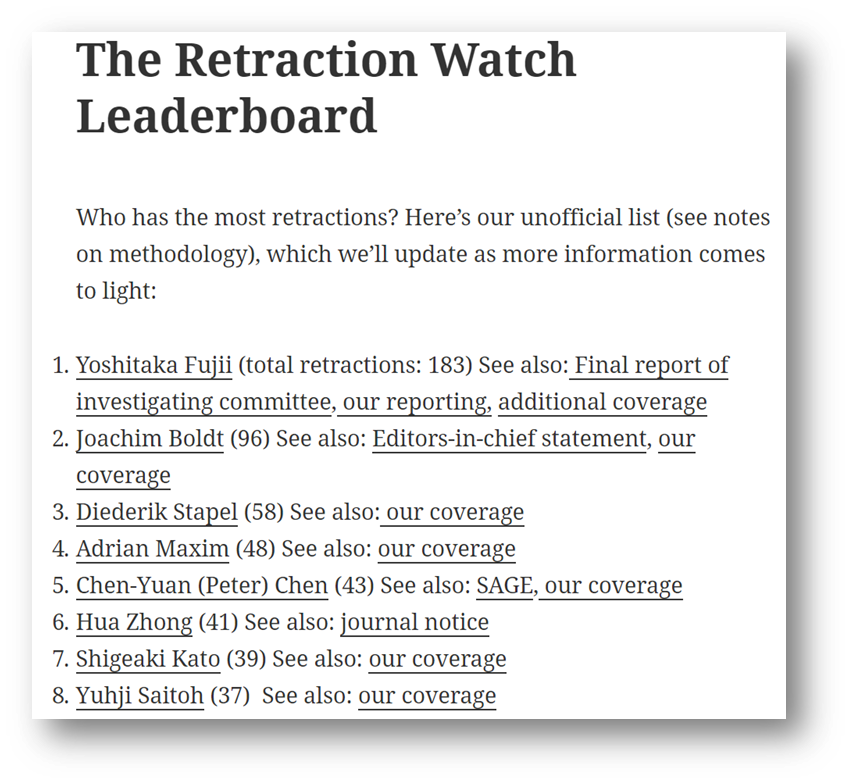 The Retraction Watch
Leaderboard
Who has the most retractions? Here’s our unofficial list (see notes
on methodology), which we’ll update as more information comes
to light:
1. Yoshitaka Fujii (total retractions: 183) See also: Final report of
investigating committee, our reporting, additional coverage
2. Joachim Boldt (96) See also: Editors-in-chief statement, our
coverage
3. Diederik Stapel (58) See also: our coverage
4. Adrian Maxim (48) See also: our coverage
5. Chen-Yuan (Peter) Chen (43) See also: SAGE, our coverage
6. Hua Zhong (41) See also: journal notice
7. Shigeaki Kato (39) See also: our coverage
8. Yuhji Saitoh (37)  See also: our coverage